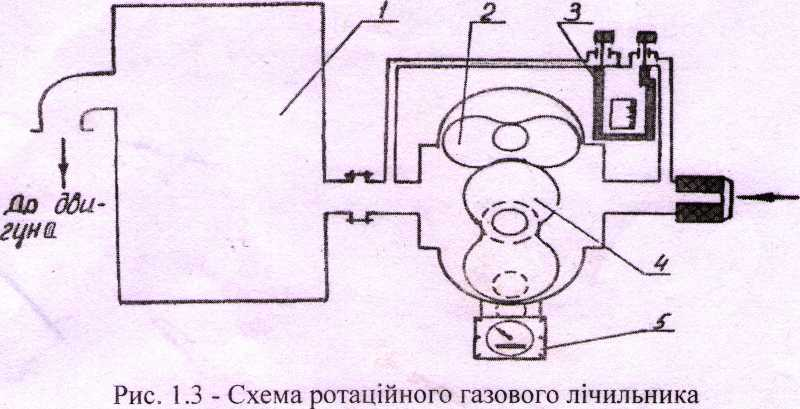 1
2
3
До дви-
гуна
4
5
Рис. 1.3 - Схема ротаційного газового лічильника